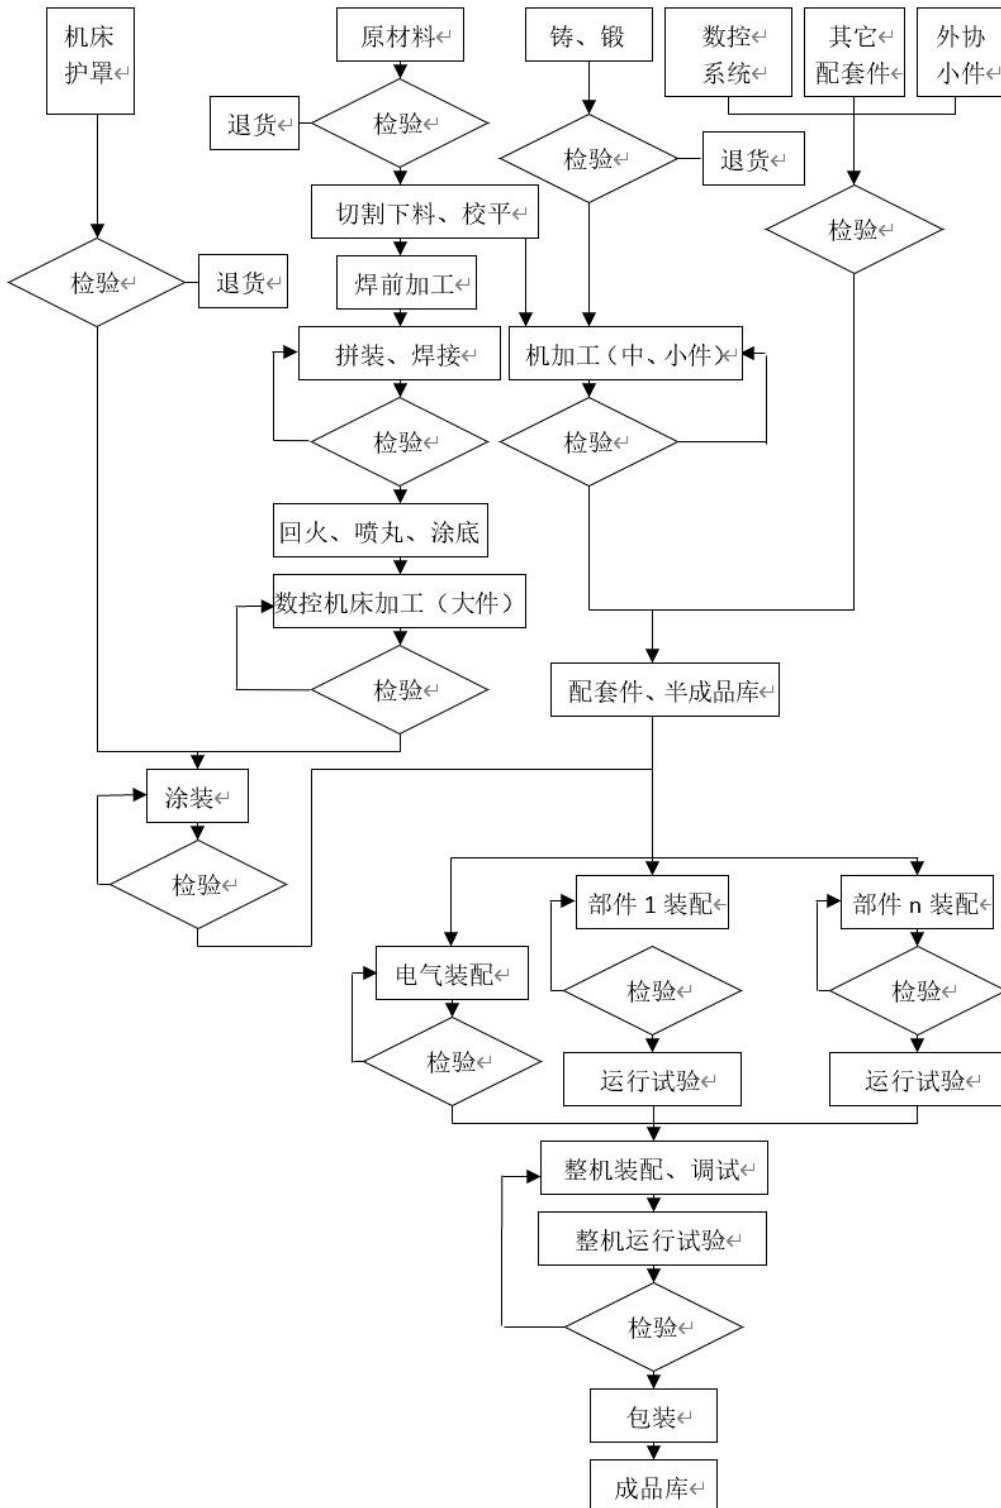 机床
护罩
原材料
铸、锻
数控
系统
其它
配套件
外协
小件
退货
检验
检验
退货
切割下料、校平
检验
检验
退货
焊前加工
拼装、焊接
机加工（中、小件）
检验
检验
回火、喷丸、涂底
数控机床加工（大件）
检验
配套件、半成品库
涂装
检验
部件 1 装配
部件 n 装配
电气装配
检验
检验
检验
运行试验
运行试验
整机装配、调试
整机运行试验
检验
包装
成品库